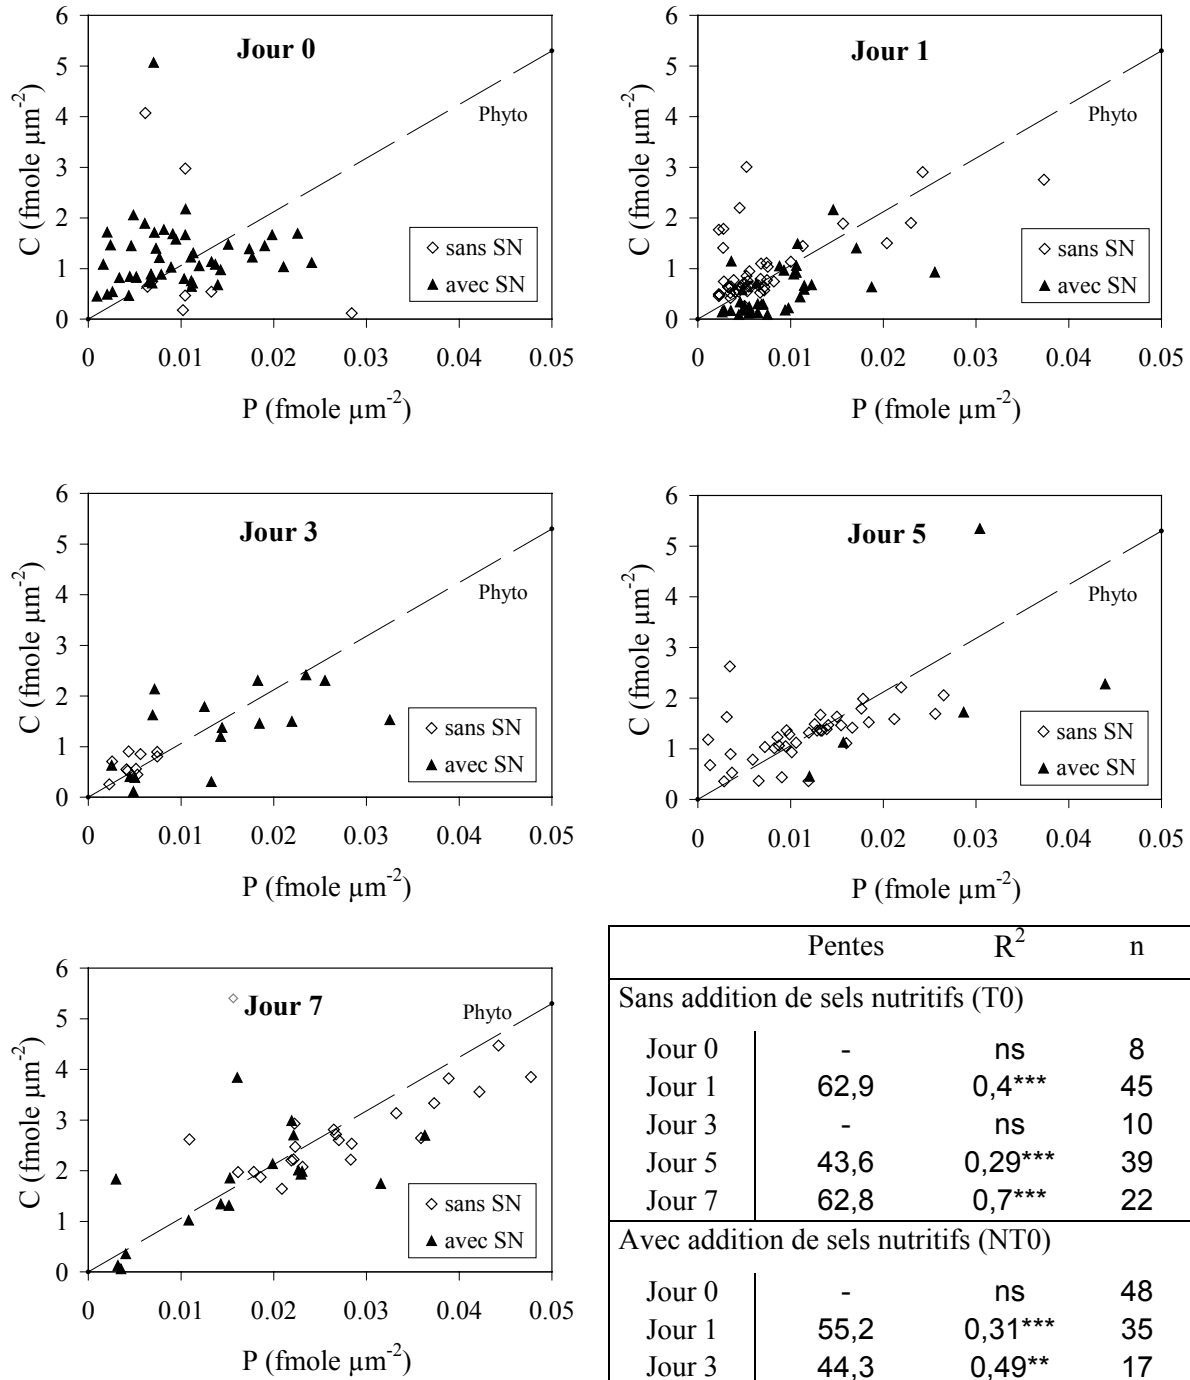 Jour 0
6
5
4
3
2
1
0
C (fmole µm-2)
Phyto
sans SN
avec SN
0 0.01 0.02 0.03 0.04 0.05
P (fmole µm-2)
Jour 1
6
5
4
3
2
1
0
C (fmole µm-2)
Phyto
sans SN
avec SN
0 0.01 0.02 0.03 0.04 0.05
P (fmole µm-2)
Jour 3
6
5
4
3
2
1
0
C (fmole µm-2)
Phyto
sans SN
avec SN
0 0.01 0.02 0.03 0.04 0.05
P (fmole µm-2)
Jour 5
6
5
4
3
2
1
0
C (fmole µm-2)
Phyto
sans SN
avec SN
0 0.01 0.02 0.03 0.04 0.05
P (fmole µm-2)
Jour 7
6
5
4
3
2
1
0
C (fmole µm-2)
Phyto
sans SN
avec SN
0 0.01 0.02 0.03 0.04 0.05
P (fmole µm-2)
Pentes R2 n
Sans addition de sels nutritifs (T0)
Jour 0 - ns 8
Jour 1 62,9 0,4*** 45
Jour 3 - ns 10
Jour 5 43,6 0,29*** 39
Jour 7 62,8 0,7*** 22
Avec addition de sels nutritifs (NT0)
Jour 0 - ns 48
Jour 1 55,2 0,31*** 35
Jour 3 44,3 0,49** 17